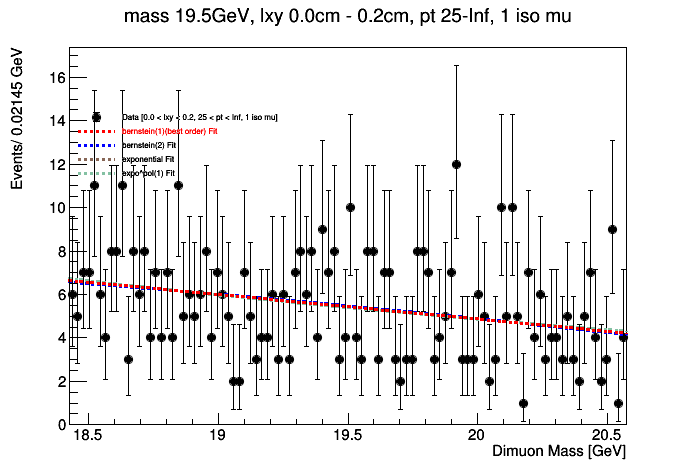 mass 19.5GeV, lxy 0.0cm - 0.2cm, pt 25-Inf, 1 iso mu
Events/ 0.02145 GeV
16
14
12
10
8
6
4
2
0
Data [0.0 < lxy < 0.2, 25 < pt < Inf, 1 iso mu]
bernstein(1)(best order) Fit
bernstein(2) Fit
exponential Fit
expo*pol(1) Fit
18.5 19 19.5 20 20.5
Dimuon Mass [GeV]